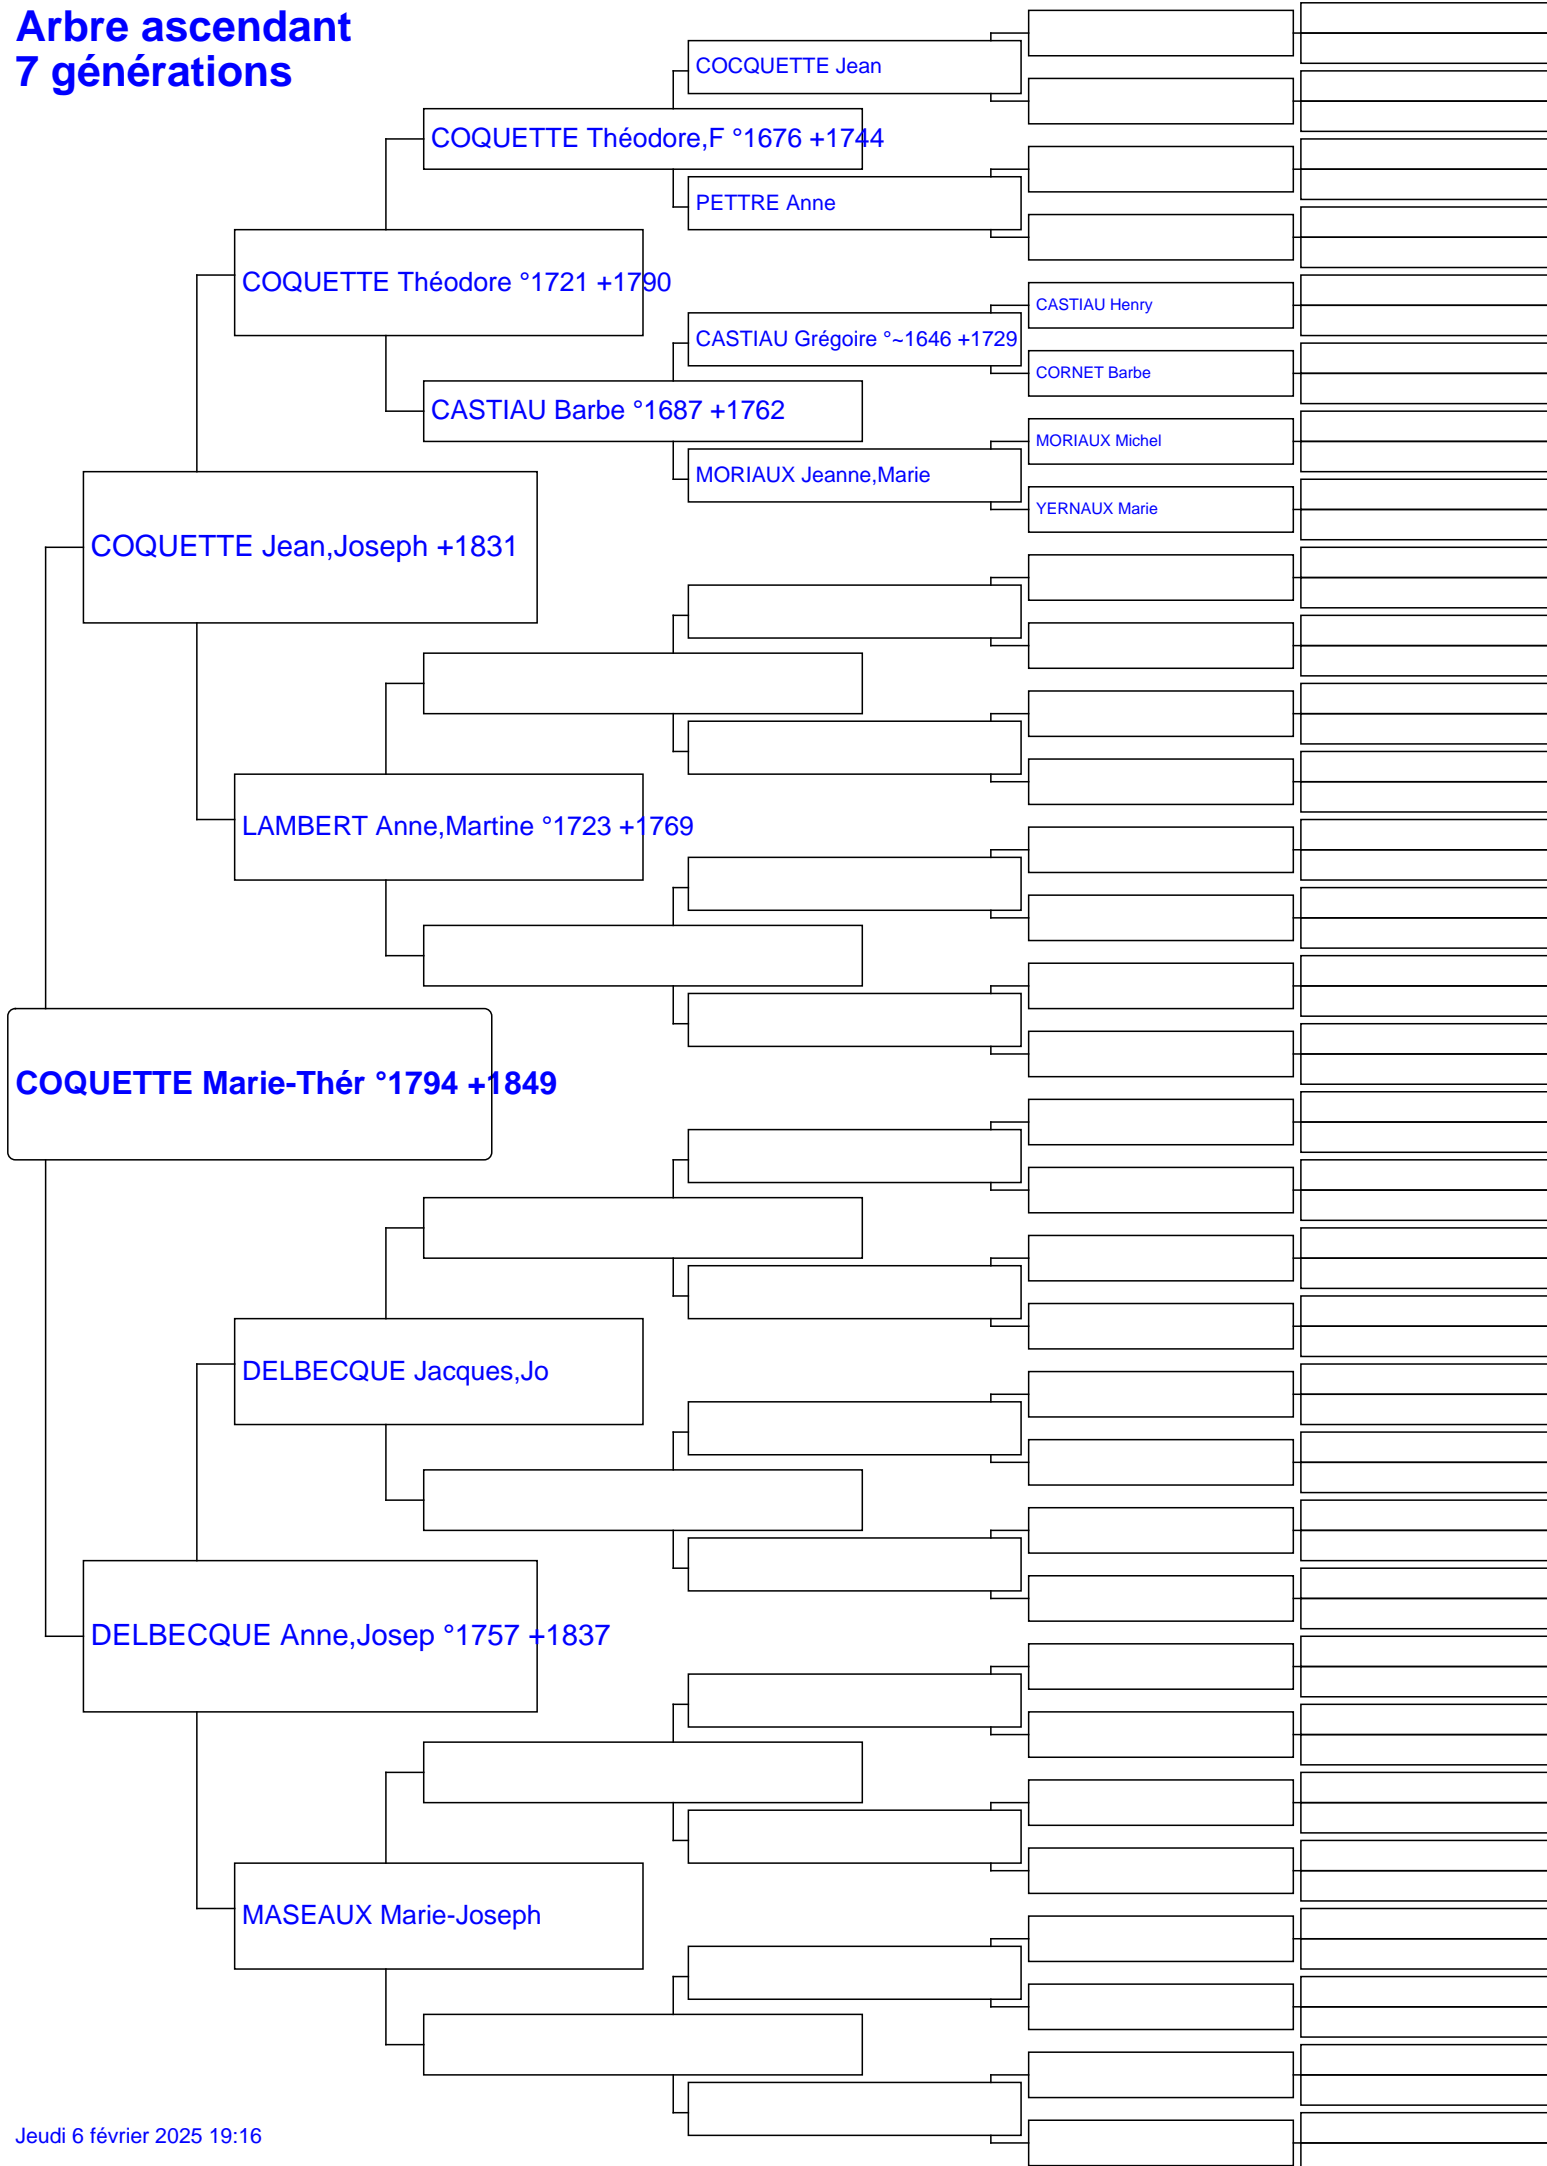 Arbre ascendant
7 générations
COCQUETTE Jean
COQUETTE Théodore,F °1676 +1744
PETTRE Anne
COQUETTE Théodore °1721 +1790
CASTIAU Henry
CASTIAU Grégoire °~1646 +1729
CORNET Barbe
CASTIAU Barbe °1687 +1762
MORIAUX Michel
MORIAUX Jeanne,Marie
YERNAUX Marie
COQUETTE Jean,Joseph +1831
LAMBERT Anne,Martine °1723 +1769
COQUETTE Marie-Thér °1794 +1849
DELBECQUE Jacques,Jo
DELBECQUE Anne,Josep °1757 +1837
MASEAUX Marie-Joseph
Jeudi 6 février 2025 19:16